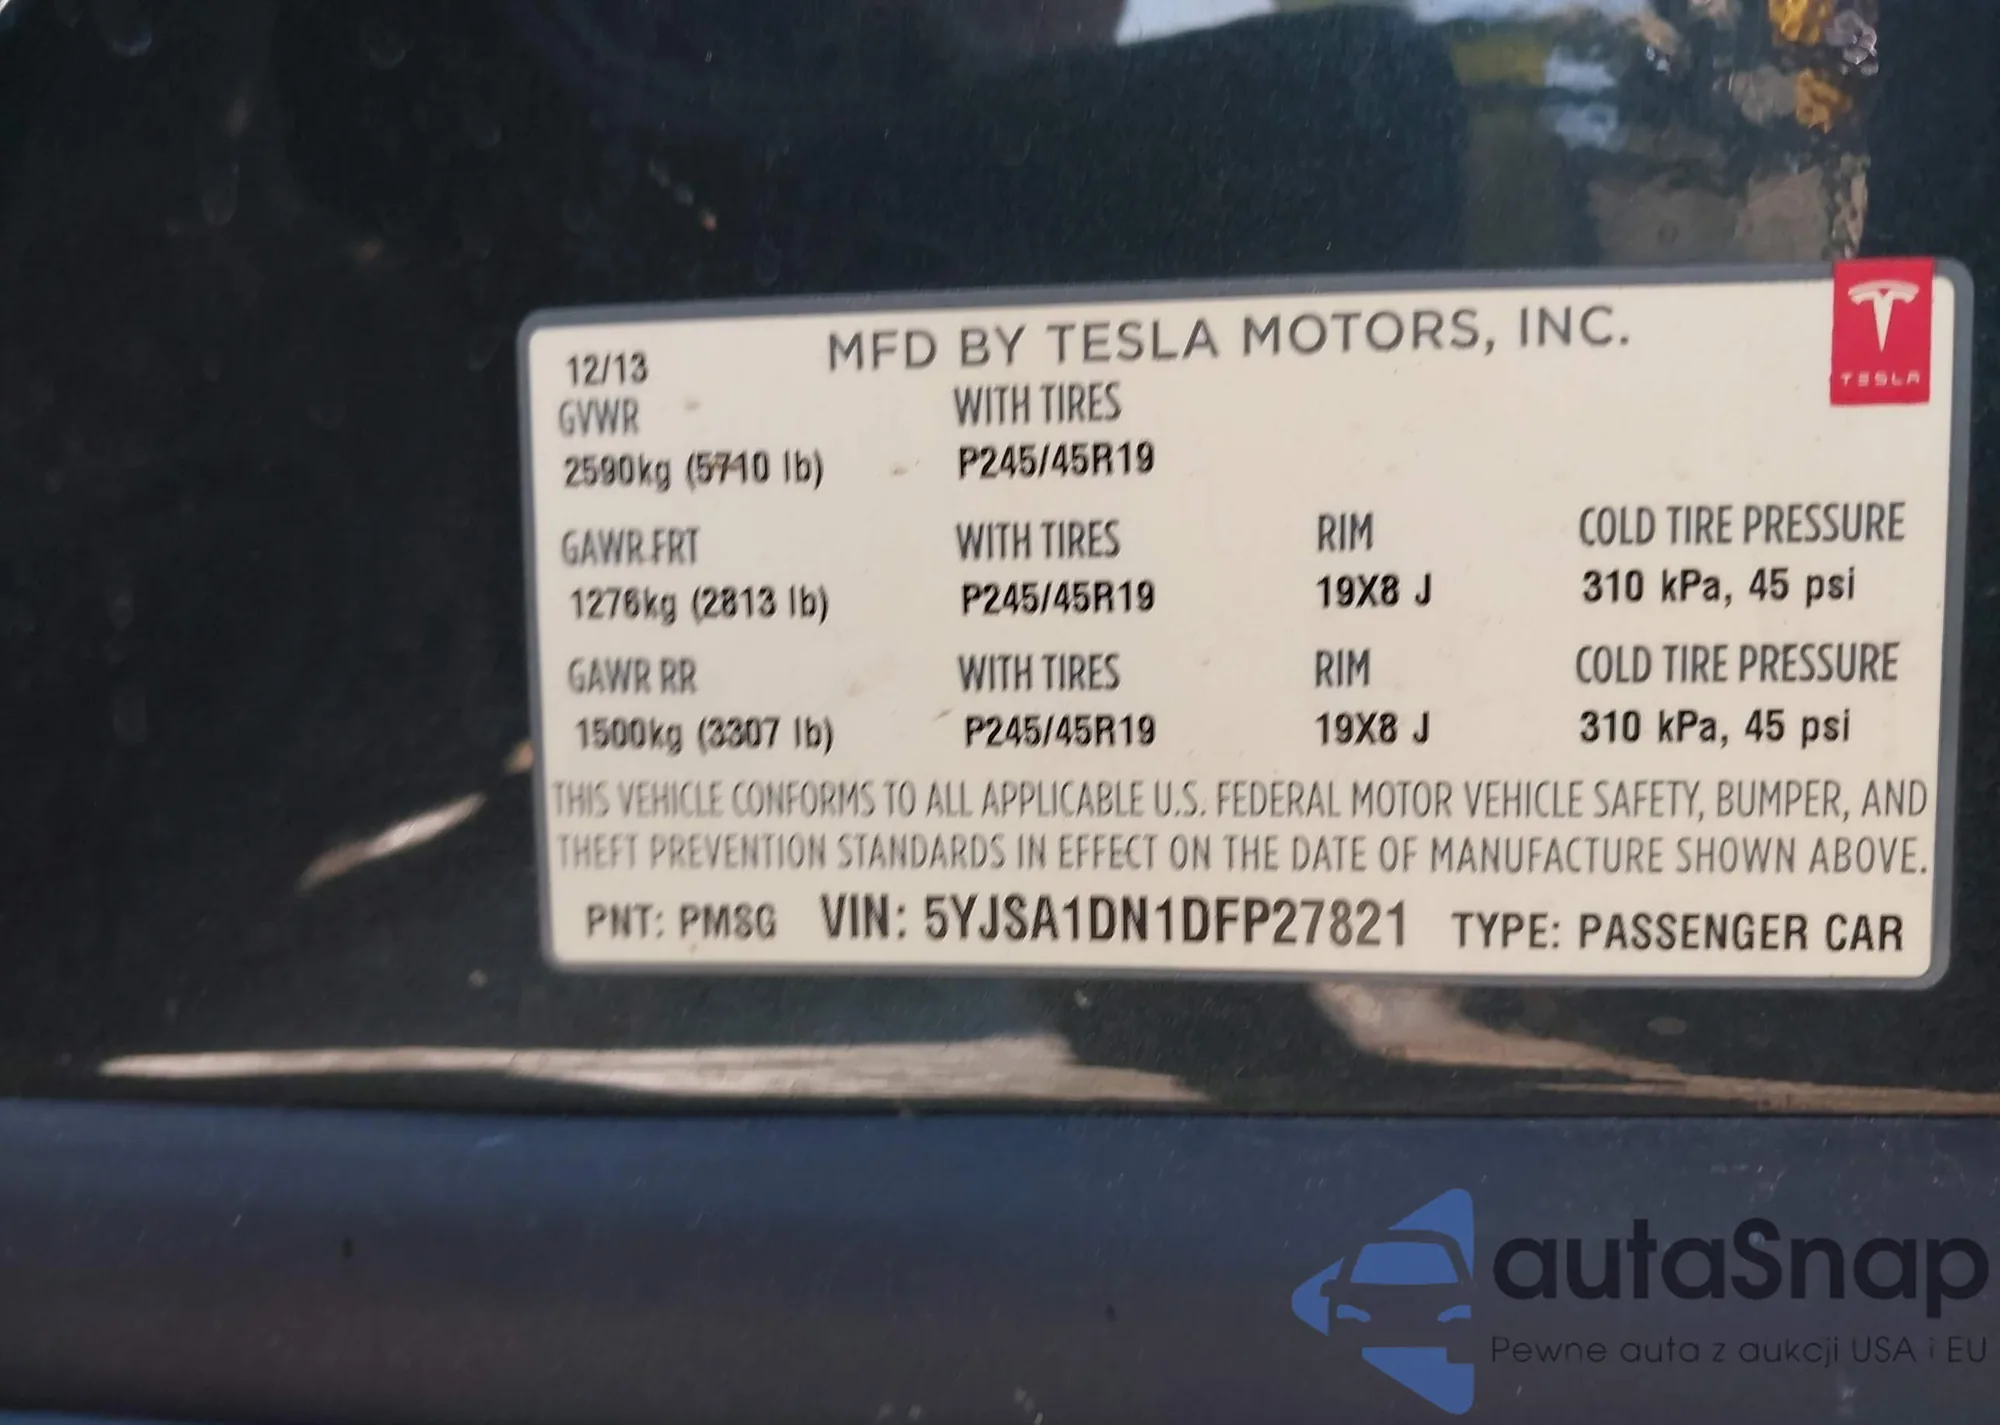 MFD BY TESLA MOTORS, INC.
TESLA
12/13
GVWR WITH TIRES
2590kg (5710 lb) P245/45R19
GAWR FRT WITH TIRES RIM COLD TIRE PRESSURE
1276kg (2813 lb) P245/45R19 19X8 J 310 kPa, 45 psi
GAWR RR WITH TIRES RIM COLD TIRE PRESSURE
1500kg (3307 lb) P245/45R19 19X8 J 310 kPa, 45 psi
THIS VEHICLE CONFORMS TO ALL APPLICABLE U.S. FEDERAL MOTOR VEHICLE SAFETY, BUMPER, AND
THEFT PREVENTION STANDARDS IN EFFECT ON THE DATE OF MANUFACTURE SHOWN ABOVE.
PNT: PMSG VIN: 5YJSA1DN1DFP27821 TYPE: PASSENGER CAR
autaSnap
Pewne auta z aukcji USA i EU